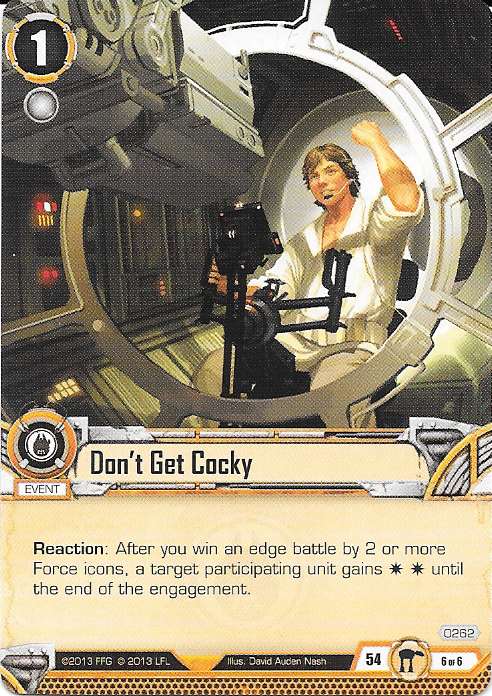 1
Don't Get Cocky
EVENT
Reaction: After you win an edge battle by 2 or more
Force icons, a target participating unit gains ✷ ✷ until
the end of the engagement.
0262
©2013 FFG © 2013 LFL Illus. David Auden Nash 54 6 OF 6